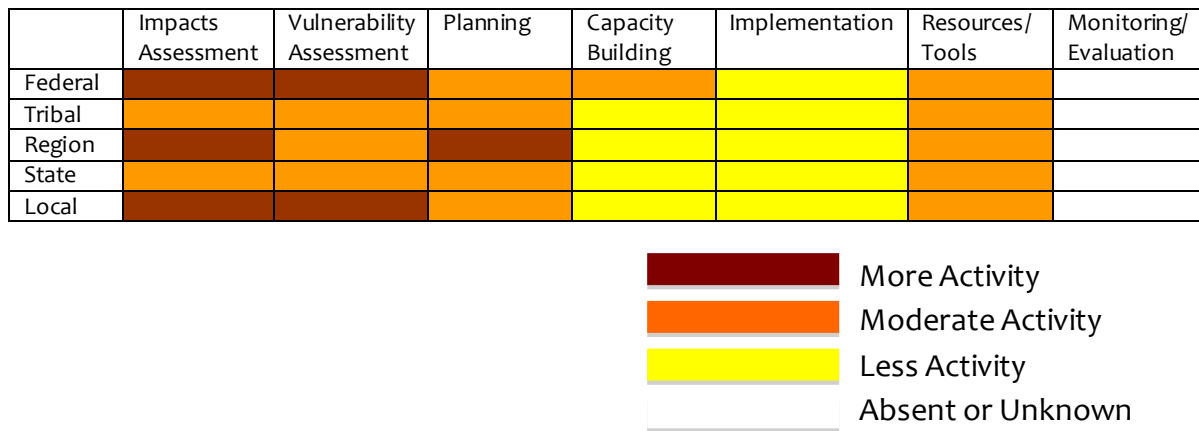 Impacts Assessment
Vulnerability Assessment
Planning
Capacity Building
Implementation
Resources/ Tools
Monitoring/ Evaluation
Federal
Tribal
Region
State
Local
More Activity
Moderate Activity
Less Activity
Absent or Unknown